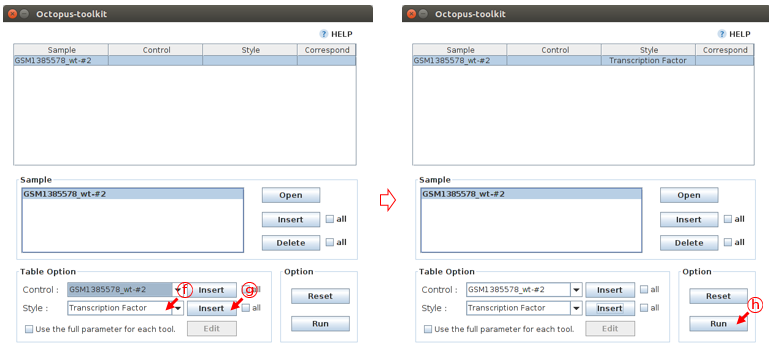 Octopus-toolkit
? HELP
Sample Control Style Correspond
GSM1385578_wt-#2
Sample
GSM1385578_wt-#2
Open
Insert all
Delete all
Table Option
Control : GSM1385578_wt-#2 Insert all
Style : Transcription Factor Insert all
Use the full parameter for each tool. Edit
Option
Reset
Run
f
g
Octopus-toolkit
? HELP
Sample Control Style Correspond
GSM1385578_wt-#2 Transcription Factor
Sample
GSM1385578_wt-#2
Open
Insert all
Delete all
Table Option
Control : GSM1385578_wt-#2 Insert all
Style : Transcription Factor Insert all
Use the full parameter for each tool. Edit
Option
Reset
Run
h